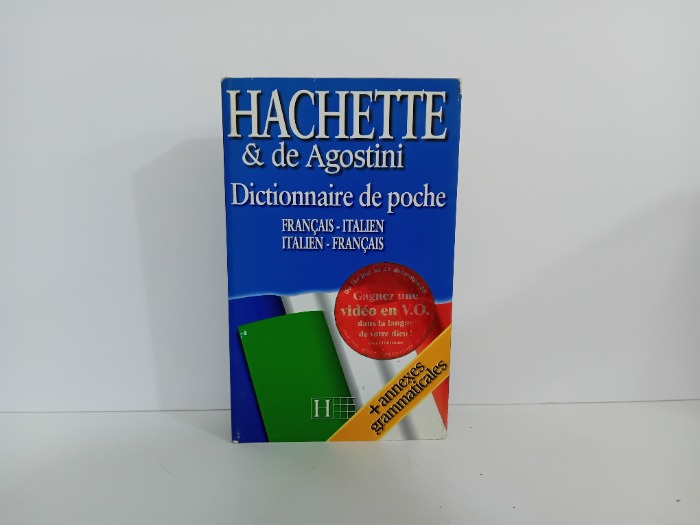 HACHETTE
& de Agostini
Dictionnaire de poche
FRANÇAIS - ITALIEN
ITALIEN - FRANÇAIS
Gagnez une
vidéo en V.O.
dans la langue
de votre dico !
+ annexes
grammaticales
H